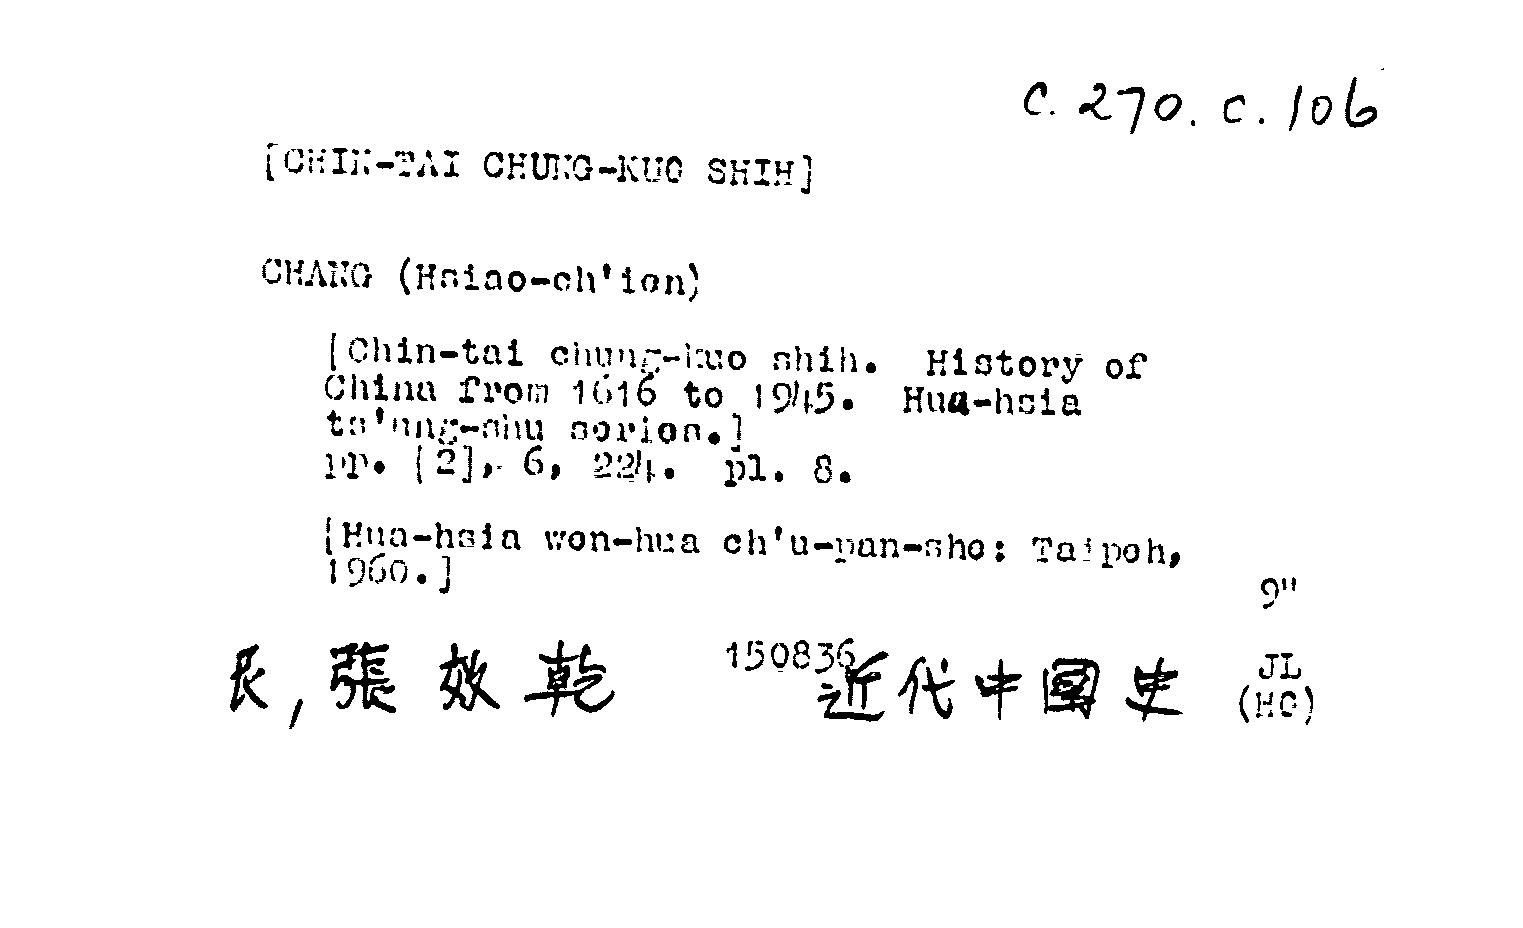 C. 270. c. 106
[CHIN-TAI CHUNG-KUO SHIH]
CHANG (Hsiao-ch'ien)
[Chin-tai chung-kuo shih. History of
China from 1616 to 1945. Hua-hsia
ts'ung-shu series.]
pp. [2], 6, 224. pl. 8.
[Hua-hsia wen-hua ch'u-pan-she: Taipeh,
1960.]
9"
150836
JL
長, 張效乾 近代中國史
(HG)